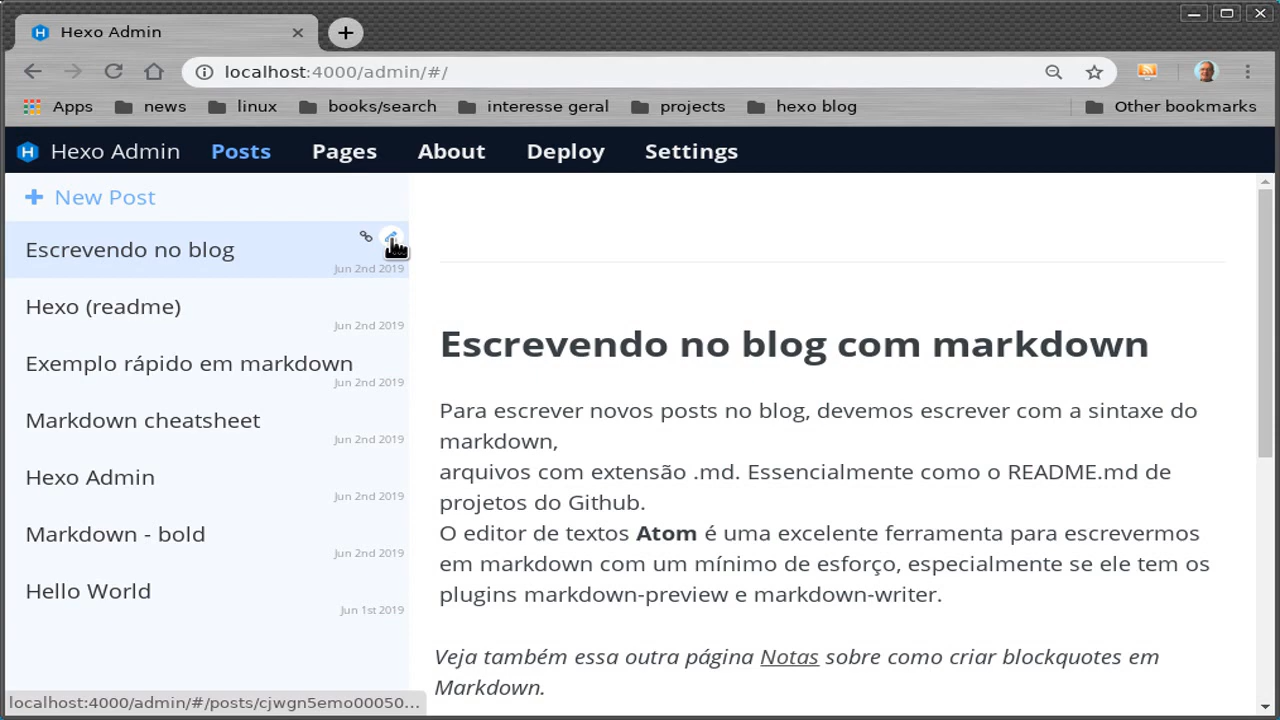 Hexo Admin
localhost:4000/admin/#/
Apps news linux books/search interesse geral projects hexo blog Other bookmarks
Hexo Admin Posts Pages About Deploy Settings
New Post
Escrevendo no blog
Jun 2nd 2019
Hexo (readme)
Jun 2nd 2019
Exemplo rápido em markdown
Jun 2nd 2019
Markdown cheatsheet
Jun 2nd 2019
Hexo Admin
Jun 2nd 2019
Markdown - bold
Jun 2nd 2019
Hello World
Jun 1st 2019
Escrevendo no blog com markdown
Para escrever novos posts no blog, devemos escrever com a sintaxe do
markdown,
arquivos com extensão .md. Essencialmente como o README.md de
projetos do Github.
O editor de textos Atom é uma excelente ferramenta para escrevermos
em markdown com um mínimo de esforço, especialmente se ele tem os
plugins markdown-preview e markdown-writer.
Veja também essa outra página Notas sobre como criar blockquotes em
Markdown.
localhost:4000/admin/#/posts/cjwgn5emo00050...